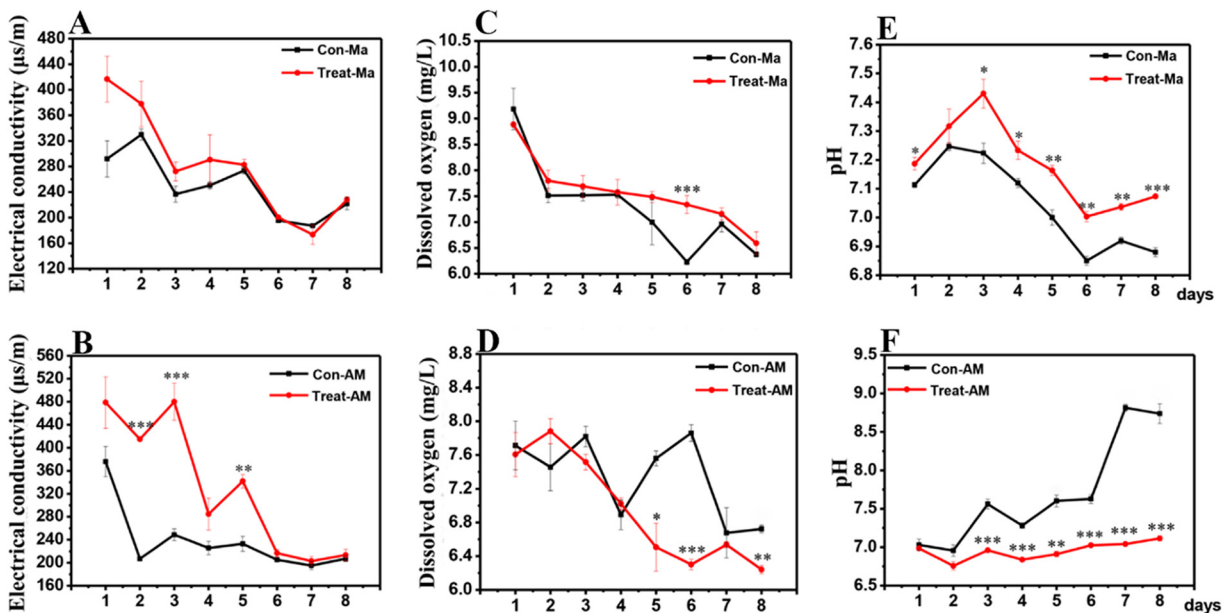 A
Electrical conductivity (μs/m)
480
440
400
360
320
280
240
200
160
120
Con-Ma
Treat-Ma
1 2 3 4 5 6 7 8
C
Dissolved oxygen (mg/L)
10.5
10.0
9.5
9.0
8.5
8.0
7.5
7.0
6.5
6.0
Con-Ma
Treat-Ma
***
1 2 3 4 5 6 7 8
E
pH
7.6
7.5
7.4
7.3
7.2
7.1
7.0
6.9
6.8
Con-Ma
Treat-Ma
* * * ** ** ** ***
1 2 3 4 5 6 7 8 days
B
Electrical conductivity (μs/m)
560
520
480
440
400
360
320
280
240
200
160
Con-AM
Treat-AM
*** *** **
1 2 3 4 5 6 7 8
D
Dissolved oxygen (mg/L)
8.8
8.4
8.0
7.6
7.2
6.8
6.4
6.0
Con-AM
Treat-AM
* *** **
1 2 3 4 5 6 7 8
F
pH
9.5
9.0
8.5
8.0
7.5
7.0
6.5
Con-AM
Treat-AM
*** *** ** *** *** ***
1 2 3 4 5 6 7 8 days